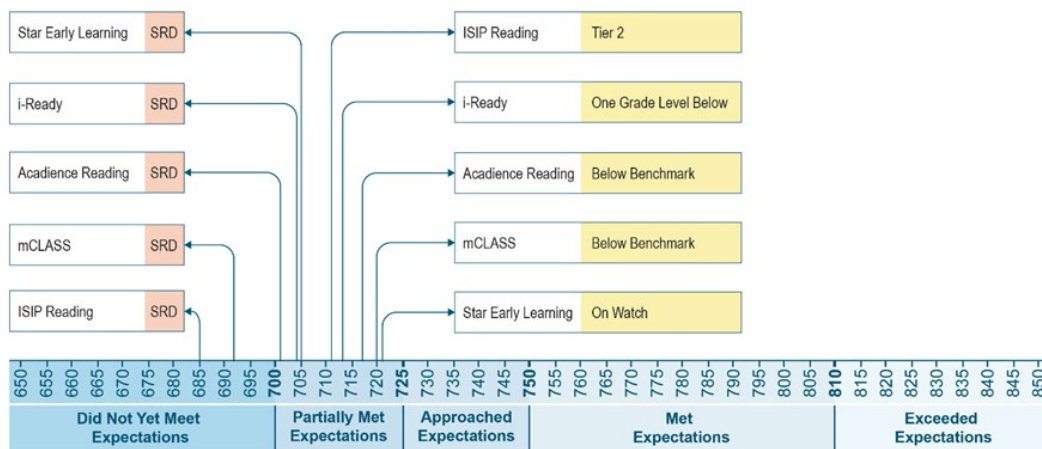 Star Early Learning SRD
ISIP Reading Tier 2
i-Ready SRD
i-Ready One Grade Level Below
Acadience Reading SRD
Acadience Reading Below Benchmark
mCLASS SRD
mCLASS Below Benchmark
ISIP Reading SRD
Star Early Learning On Watch
650 655 660 665 670 675 680 685 690 695 700 705 710 715 720 725 730 735 740 745 750 755 760 765 770 775 780 785 790 795 800 805 810 815 820 825 830 835 840 845 850
Did Not Yet Meet
Expectations
Partially Met
Expectations
Approached
Expectations
Met
Expectations
Exceeded
Expectations